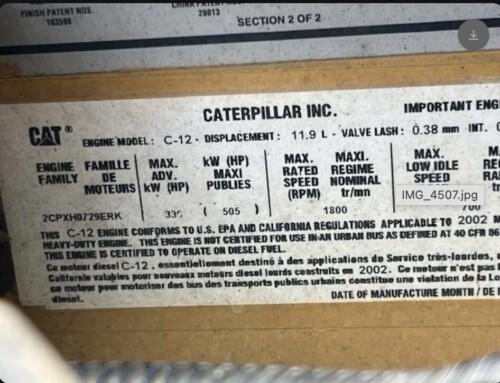 FINISH PATENT NOS.
103598
20013
SECTION 2 OF 2
CATERPILLAR INC.
IMPORTANT ENG
CAT®
ENGINE MODEL: C-12 - DISPLACEMENT: 11.9 L - VALVE LASH: 0.38 mm INT.
ENGINE FAMILY
FAMILLE DE MOTEURS
MAX. ADV. kW (HP)
kW (HP) MAXI PUBLIES
MAX. RATED SPEED (RPM)
MAXI. REGIME NOMINAL tr/mn
MAX. LOW IDLE SPEED
IMG_4507.jpg
2CPXH0729ERK
( 505 )
1800
700
THIS C-12 ENGINE CONFORMS TO U.S. EPA AND CALIFORNIA REGULATIONS APPLICABLE TO 2002
HEAVY-DUTY ENGINE. THIS ENGINE IS NOT CERTIFIED FOR USE IN AN URBAN BUS AS DEFINED AT 40 CFR 86
THIS ENGINE IS CERTIFIED TO OPERATE ON DIESEL FUEL.
Ce moteur diesel C-12, essentiellement destiné à des applications de Service très-lourdes,
Californie valables pour nouveaux moteurs diesel lourds construits en 2002. Ce moteur n'est pas
ce moteur pour motoriser des bus des transports publics urbains constitue une violation de la Lo
diesel.
DATE OF MANUFACTURE MONTH / DE